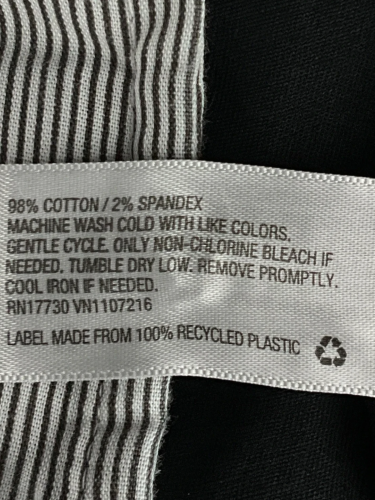 98% COTTON / 2% SPANDEX
MACHINE WASH COLD WITH LIKE COLORS.
GENTLE CYCLE. ONLY NON-CHLORINE BLEACH IF
NEEDED. TUMBLE DRY LOW. REMOVE PROMPTLY.
COOL IRON IF NEEDED.
RN17730 VN1107216
LABEL MADE FROM 100% RECYCLED PLASTIC